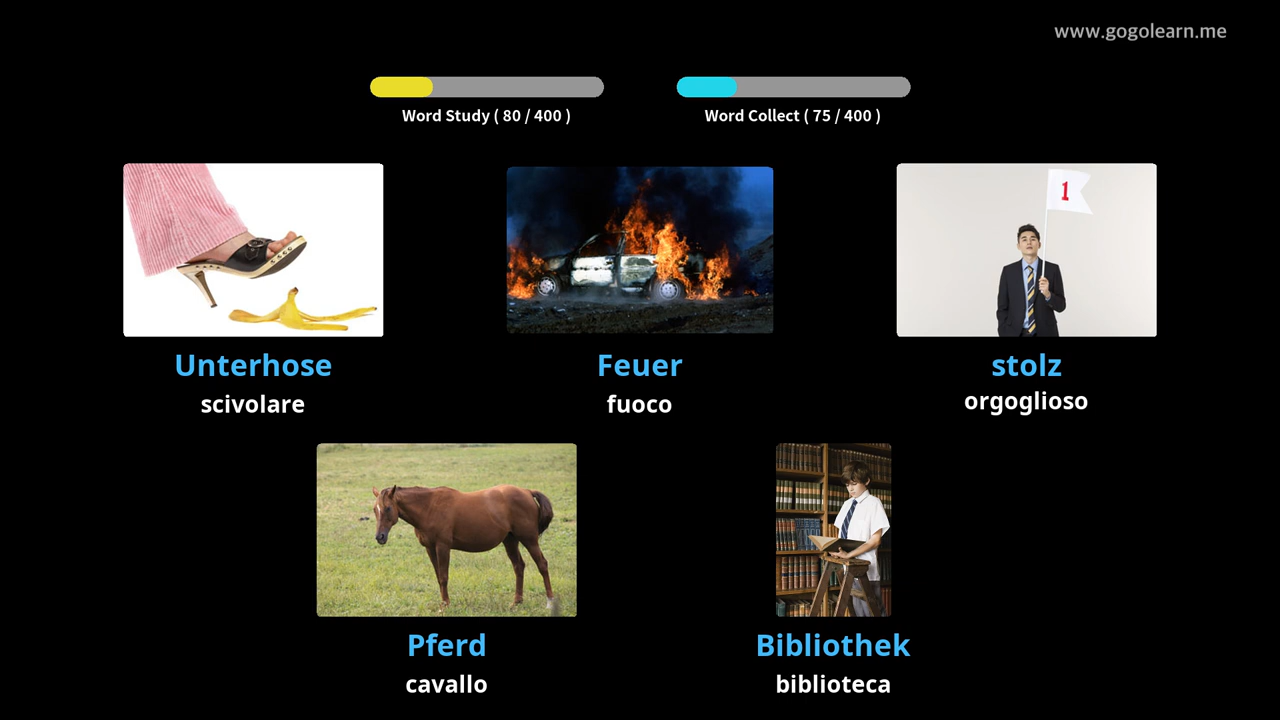 www.gogolearn.me
Word Study ( 80 / 400 )
Word Collect ( 75 / 400 )
1
Unterhose
scivolare
Feuer
fuoco
stolz
orgoglioso
Pferd
cavallo
Bibliothek
biblioteca